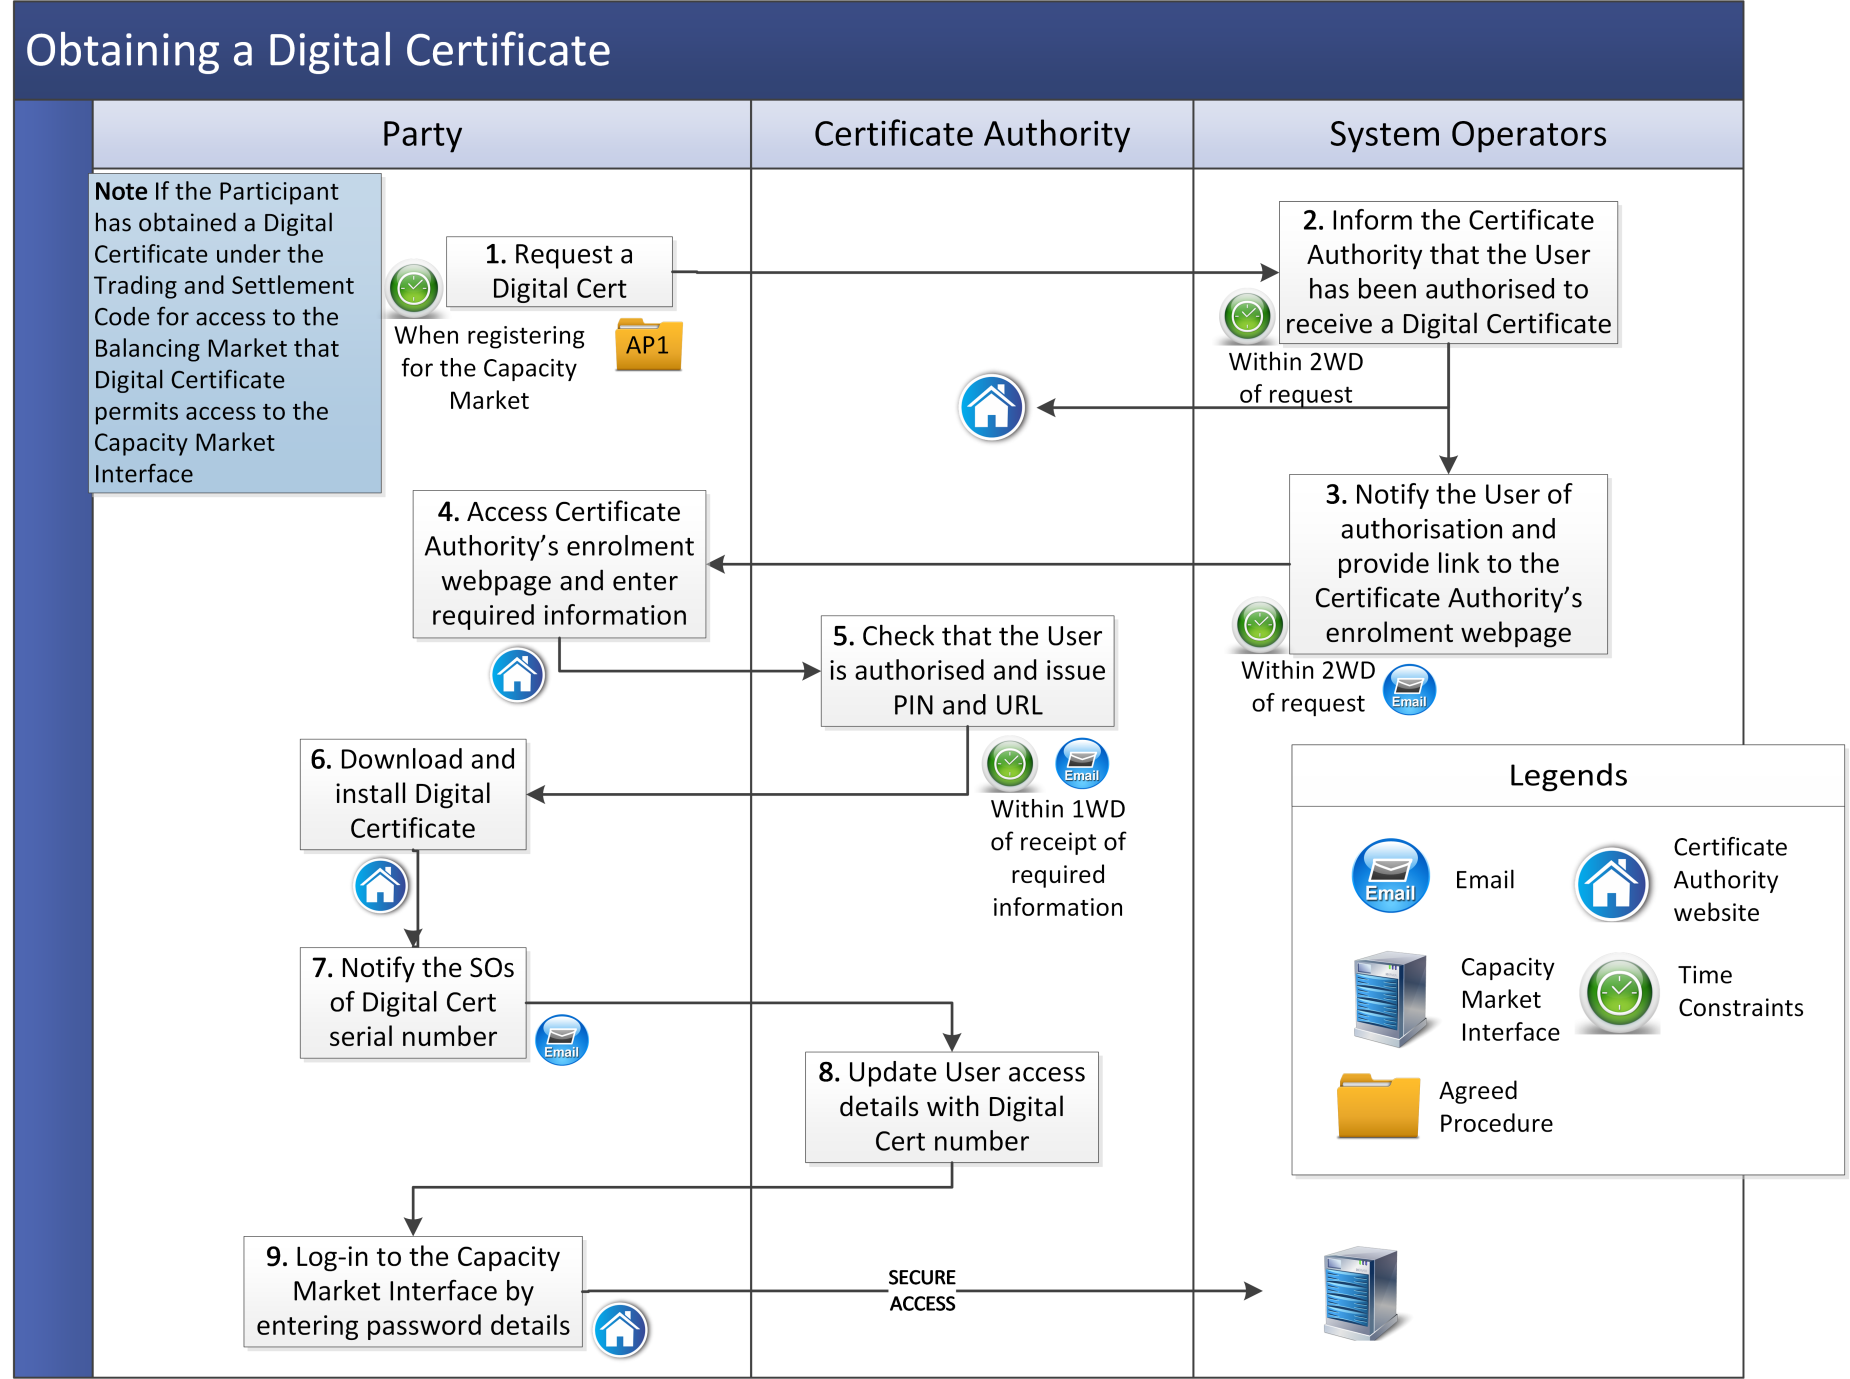 Obtaining a Digital Certificate
Party
Certificate Authority
System Operators
Note If the Participant
has obtained a Digital
Certificate under the
Trading and Settlement
Code for access to the
Balancing Market that
Digital Certificate
permits access to the
Capacity Market
Interface
1. Request a
Digital Cert
When registering
for the Capacity
Market
AP1
2. Inform the Certificate
Authority that the User
has been authorised to
receive a Digital Certificate
Within 2WD
of request
3. Notify the User of
authorisation and
provide link to the
Certificate Authority’s
enrolment webpage
Within 2WD
of request
Email
4. Access Certificate
Authority’s enrolment
webpage and enter
required information
5. Check that the User
is authorised and issue
PIN and URL
Email
Within 1WD
of receipt of
required
information
6. Download and
install Digital
Certificate
7. Notify the SOs
of Digital Cert
serial number
Email
8. Update User access
details with Digital
Cert number
9. Log-in to the Capacity
Market Interface by
entering password details
SECURE
ACCESS
Legends
Email
Email
Certificate
Authority
website
Capacity
Market
Interface
Time
Constraints
Agreed
Procedure